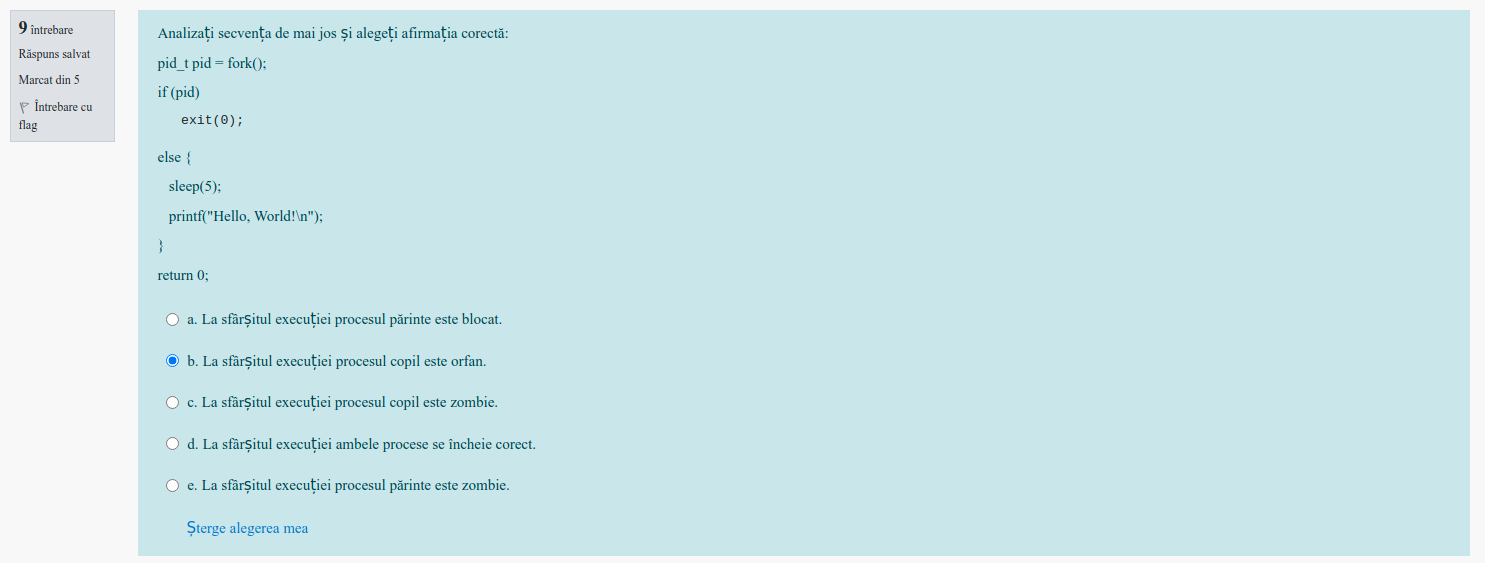 9 întrebare
Răspuns salvat
Marcat din 5
Întrebare cu
flag
Analizați secvența de mai jos și alegeți afirmația corectă:
pid_t pid = fork();
if (pid)
exit(0);
else {
sleep(5);
printf("Hello, World!\n");
}
return 0;
a. La sfârșitul execuției procesul părinte este blocat.
b. La sfârșitul execuției procesul copil este orfan.
c. La sfârșitul execuției procesul copil este zombie.
d. La sfârșitul execuției ambele procese se încheie corect.
e. La sfârșitul execuției procesul părinte este zombie.
Șterge alegerea mea